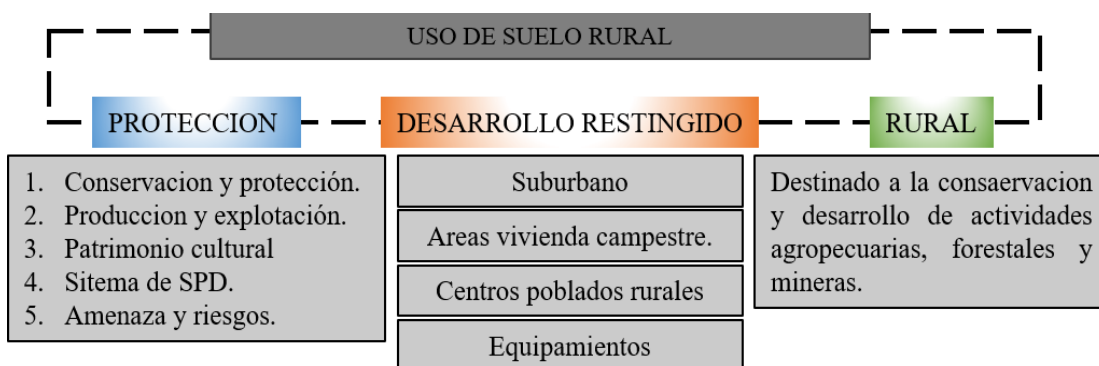 USO DE SUELO RURAL
PROTECCION
DESARROLLO RESTINGIDO
RURAL
1. Conservacion y protección.
2. Produccion y explotación.
3. Patrimonio cultural
4. Sitema de SPD.
5. Amenaza y riesgos.
Suburbano
Areas vivienda campestre.
Centros poblados rurales
Equipamientos
Destinado a la consaervacion
y desarrollo de actividades
agropecuarias, forestales y
mineras.